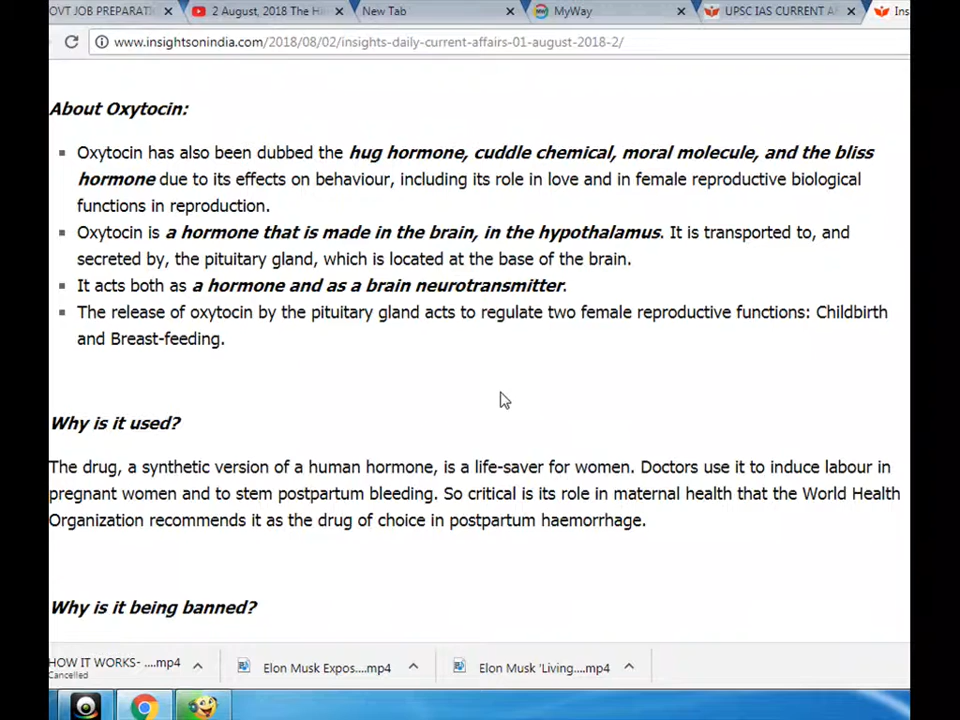 OVT JOB PREPARATI
2 August, 2018 The Hi
New Tab
MyWay
UPSC IAS CURRENT A
Ins
www.insightsonindia.com/2018/08/02/insights-daily-current-affairs-01-august-2018-2/
About Oxytocin:
Oxytocin has also been dubbed the hug hormone, cuddle chemical, moral molecule, and the bliss
hormone due to its effects on behaviour, including its role in love and in female reproductive biological
functions in reproduction.
Oxytocin is a hormone that is made in the brain, in the hypothalamus. It is transported to, and
secreted by, the pituitary gland, which is located at the base of the brain.
It acts both as a hormone and as a brain neurotransmitter.
The release of oxytocin by the pituitary gland acts to regulate two female reproductive functions: Childbirth
and Breast-feeding.
Why is it used?
The drug, a synthetic version of a human hormone, is a life-saver for women. Doctors use it to induce labour in
pregnant women and to stem postpartum bleeding. So critical is its role in maternal health that the World Health
Organization recommends it as the drug of choice in postpartum haemorrhage.
Why is it being banned?
HOW IT WORKS- ....mp4
Cancelled
Elon Musk Expos....mp4
Elon Musk 'Living....mp4